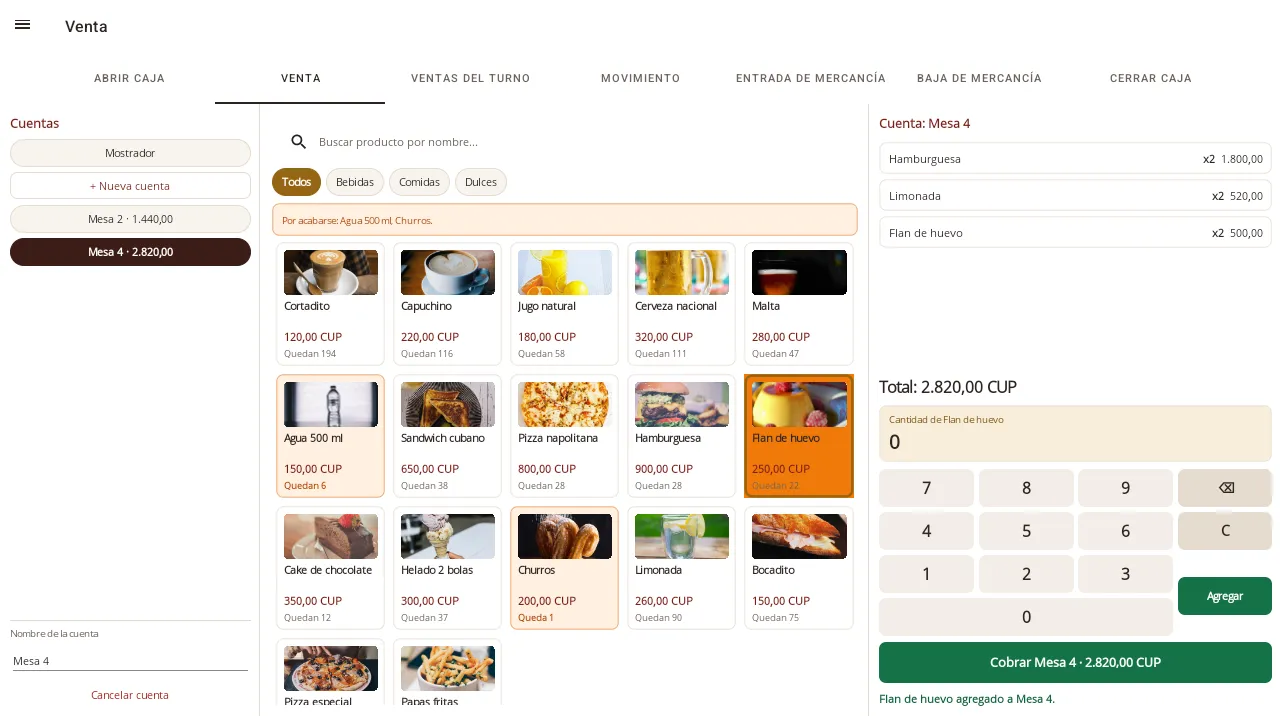 Venta
ABRIR CAJA
VENTA
VENTAS DEL TURNO
MOVIMIENTO
ENTRADA DE MERCANCÍA
BAJA DE MERCANCÍA
CERRAR CAJA
Cuentas
Mostrador
+ Nueva cuenta
Mesa 2 · 1.440,00
Mesa 4 · 2.820,00
Nombre de la cuenta
Mesa 4
Cancelar cuenta
Buscar producto por nombre...
Todos
Bebidas
Comidas
Dulces
Por acabarse: Agua 500 ml, Churros.
Cortadito
120,00 CUP
Quedan 194
Capuchino
220,00 CUP
Quedan 116
Jugo natural
180,00 CUP
Quedan 58
Cerveza nacional
320,00 CUP
Quedan 111
Malta
280,00 CUP
Quedan 47
Agua 500 ml
150,00 CUP
Quedan 6
Sandwich cubano
650,00 CUP
Quedan 38
Pizza napolitana
800,00 CUP
Quedan 28
Hamburguesa
900,00 CUP
Quedan 28
Flan de huevo
250,00 CUP
Quedan 22
Cake de chocolate
350,00 CUP
Quedan 12
Helado 2 bolas
300,00 CUP
Quedan 37
Churros
200,00 CUP
Queda 1
Limonada
260,00 CUP
Quedan 90
Bocadito
150,00 CUP
Quedan 75
Pizza especial
Papas fritas
Cuenta: Mesa 4
Hamburguesa x2 1.800,00
Limonada x2 520,00
Flan de huevo x2 500,00
Total: 2.820,00 CUP
Cantidad de Flan de huevo
0
7 8 9 ⌫
4 5 6 C
1 2 3
Agregar
0
Cobrar Mesa 4 · 2.820,00 CUP
Flan de huevo agregado a Mesa 4.